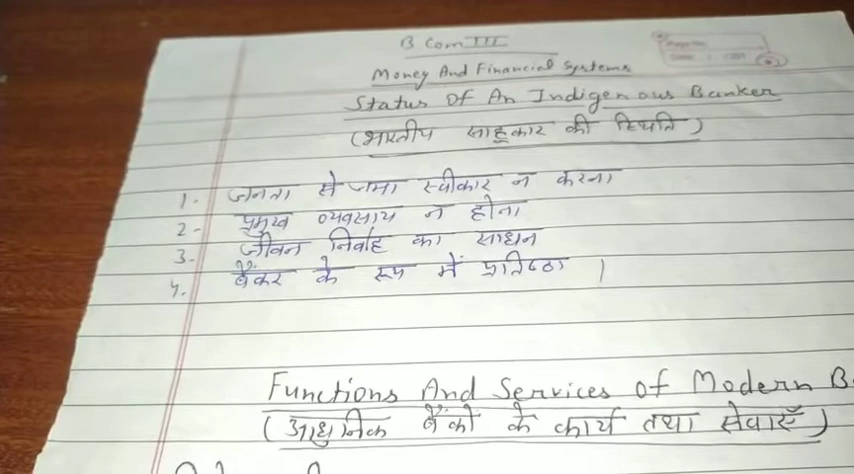 B Com III
Money And Financial Systems
Status Of An Indigenous Banker
(भारतीय साहूकार की स्थिति)
1. जनता से जमा स्वीकार न करना
2- प्रमुख व्यवसाय न होना
3. जीवन निर्वाह का साधन
4. बैंकर के रूप में प्रतिष्ठा ।
Functions And Services Of Modern B
(आधुनिक बैंकों के कार्य तथा सेवाएँ)